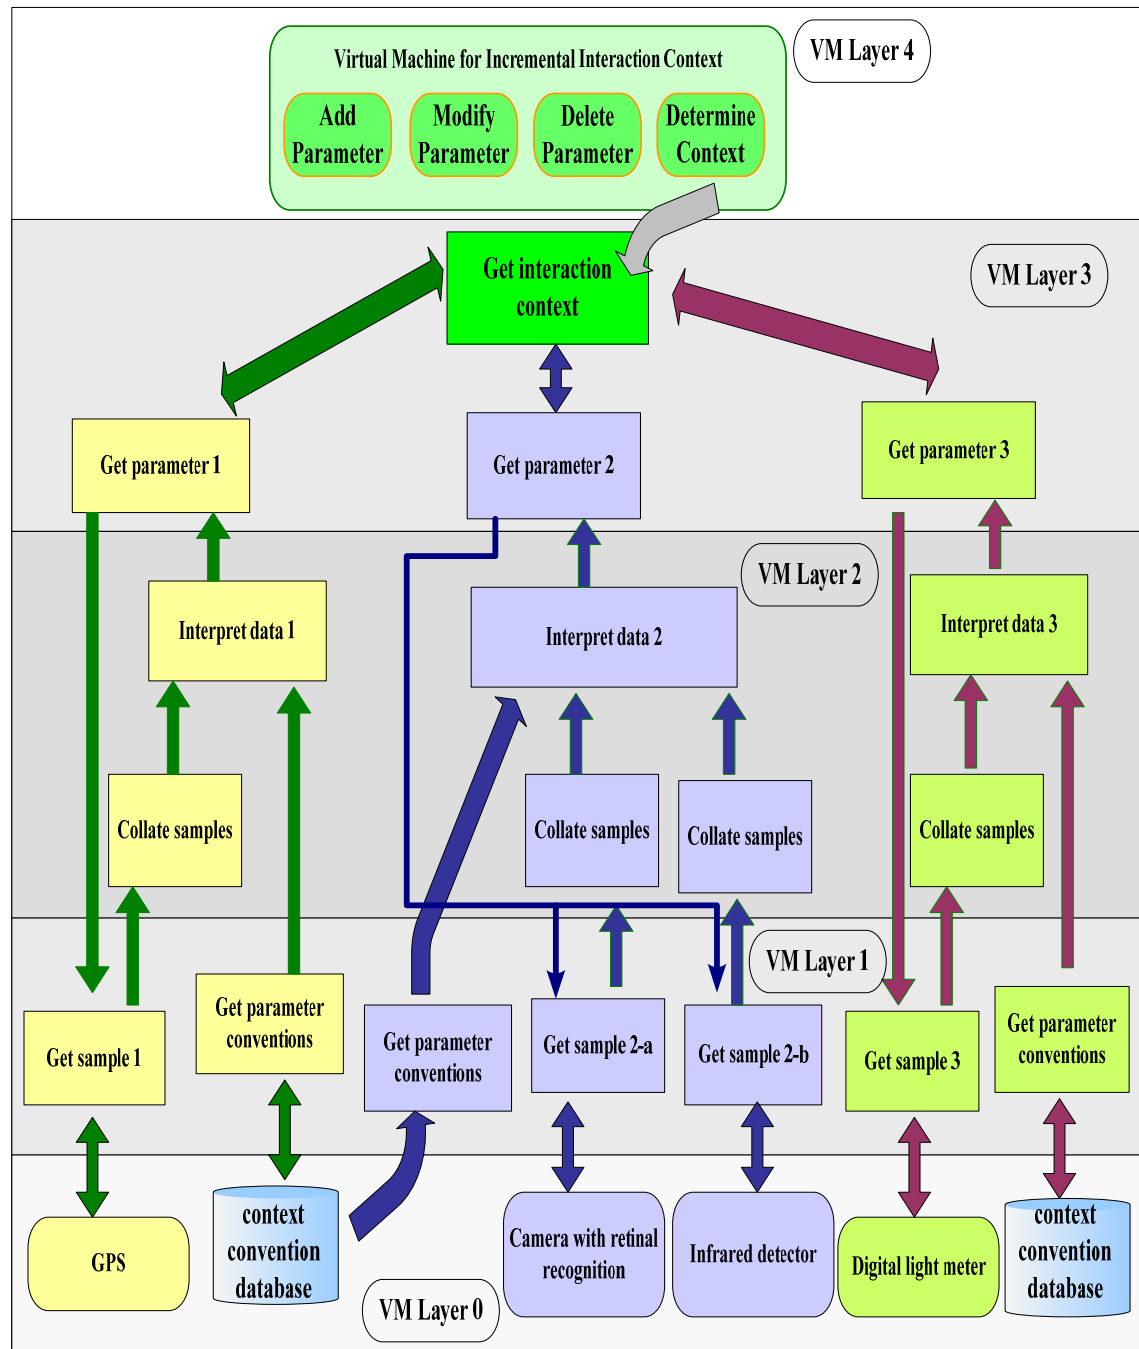 VM Layer 4
Virtual Machine for Incremental Interaction Context
Add
Parameter
Modify
Parameter
Delete
Parameter
Determine
Context
Get interaction
context
VM Layer 3
Get parameter 1
Get parameter 2
Get parameter 3
VM Layer 2
Interpret data 1
Interpret data 2
Interpret data 3
Collate samples
Collate samples
Collate samples
Collate samples
VM Layer 1
Get sample 1
Get parameter
conventions
Get parameter
conventions
Get sample 2-a
Get sample 2-b
Get sample 3
Get parameter
conventions
GPS
context
convention
database
VM Layer 0
Camera with retinal
recognition
Infrared detector
Digital light meter
context
convention
database